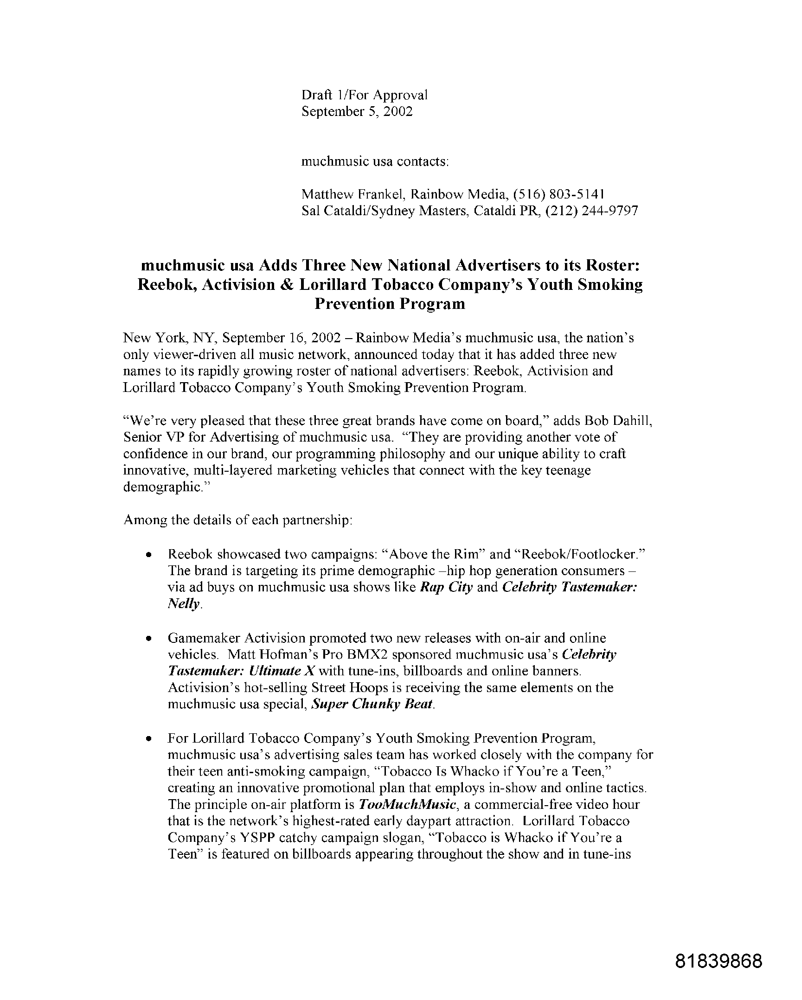 Draft 1/For Approval
September 5, 2002
muchmusic usa contacts:
Matthew Frankel, Rainbow Media, (516) 803-5141
Sal Cataldi/Sydney Masters, Cataldi PR, (212) 244-9797
muchmusic usa Adds Three New National Advertisers to its Roster:
Reebok, Activision & Lorillard Tobacco Company's Youth Smoking
Prevention Program
New York, NY, September 16, 2002 – Rainbow Media's muchmusic usa, the nation's
only viewer-driven all music network, announced today that it has added three new
names to its rapidly growing roster of national advertisers: Reebok, Activision and
Lorillard Tobacco Company's Youth Smoking Prevention Program.
"We're very pleased that these three great brands have come on board," adds Bob Dahill,
Senior VP for Advertising of muchmusic usa. "They are providing another vote of
confidence in our brand, our programming philosophy and our unique ability to craft
innovative, multi-layered marketing vehicles that connect with the key teenage
demographic."
Among the details of each partnership:
• Reebok showcased two campaigns: "Above the Rim" and "Reebok/Footlocker."
The brand is targeting its prime demographic –hip hop generation consumers –
via ad buys on muchmusic usa shows like Rap City and Celebrity Tastemaker:
Nelly.
• Gamemaker Activision promoted two new releases with on-air and online
vehicles. Matt Hofman's Pro BMX2 sponsored muchmusic usa's Celebrity
Tastemaker: Ultimate X with tune-ins, billboards and online banners.
Activision's hot-selling Street Hoops is receiving the same elements on the
muchmusic usa special, Super Chunky Beat.
• For Lorillard Tobacco Company's Youth Smoking Prevention Program,
muchmusic usa's advertising sales team has worked closely with the company for
their teen anti-smoking campaign, "Tobacco Is Whacko if You're a Teen,"
creating an innovative promotional plan that employs in-show and online tactics.
The principle on-air platform is TooMuchMusic, a commercial-free video hour
that is the network's highest-rated early daypart attraction. Lorillard Tobacco
Company's YSPP catchy campaign slogan, "Tobacco is Whacko if You're a
Teen" is featured on billboards appearing throughout the show and in tune-ins
81839868